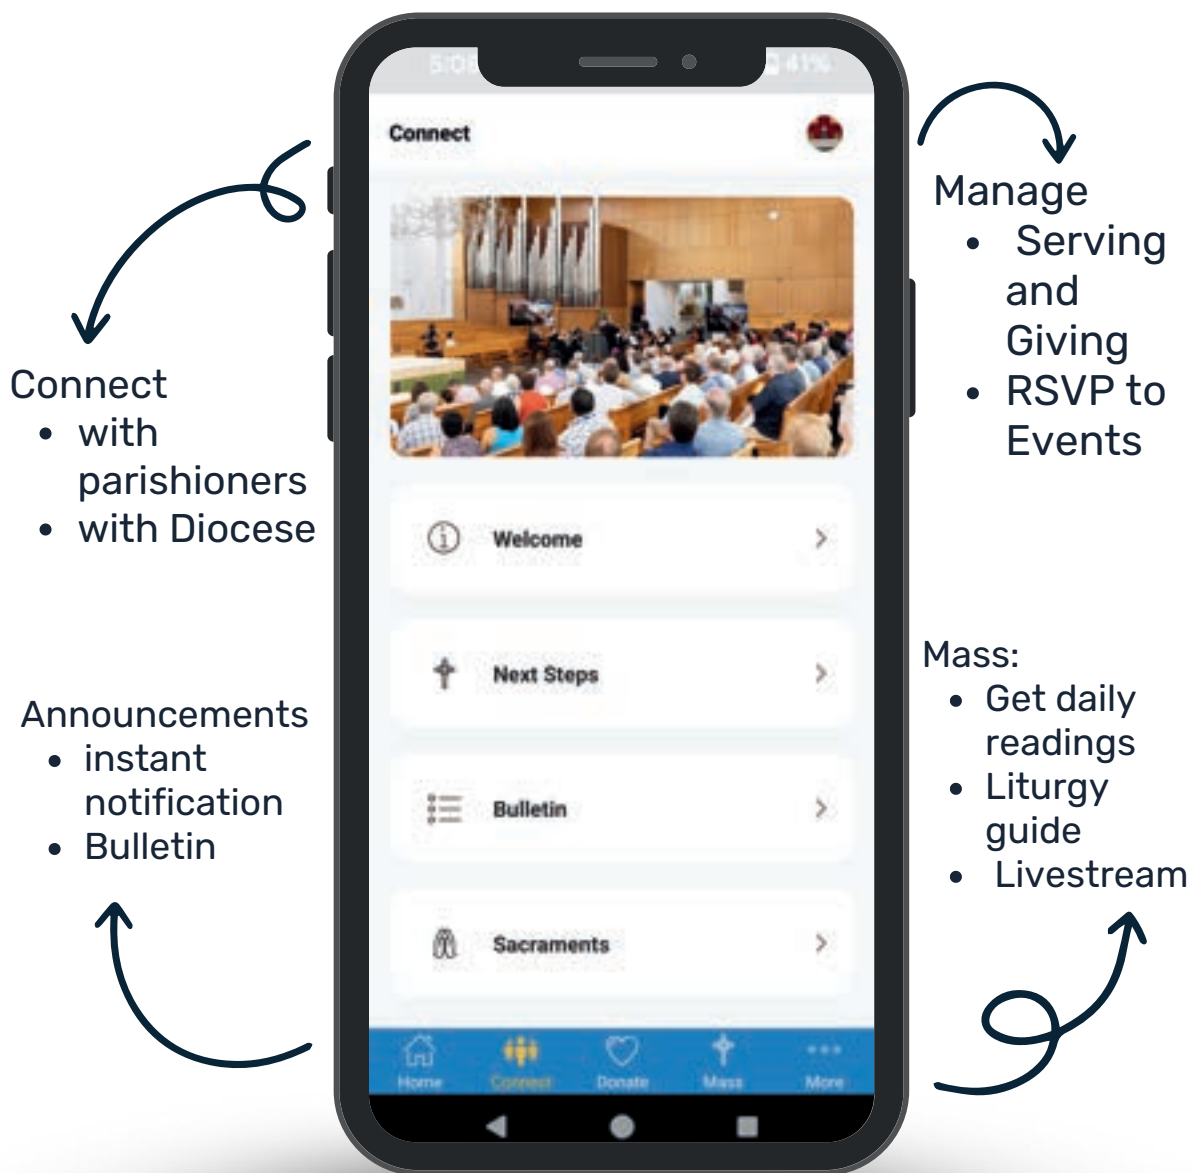 41%
Connect
Manage
• Serving
and
Giving
• RSVP to
Events
Connect
• with
parishioners
• with Diocese
Welcome
Next Steps
Bulletin
Sacraments
Announcements
• instant
notification
• Bulletin
Mass:
• Get daily
readings
• Liturgy
guide
• Livestream
Home
Connect
Donate
Mass
More